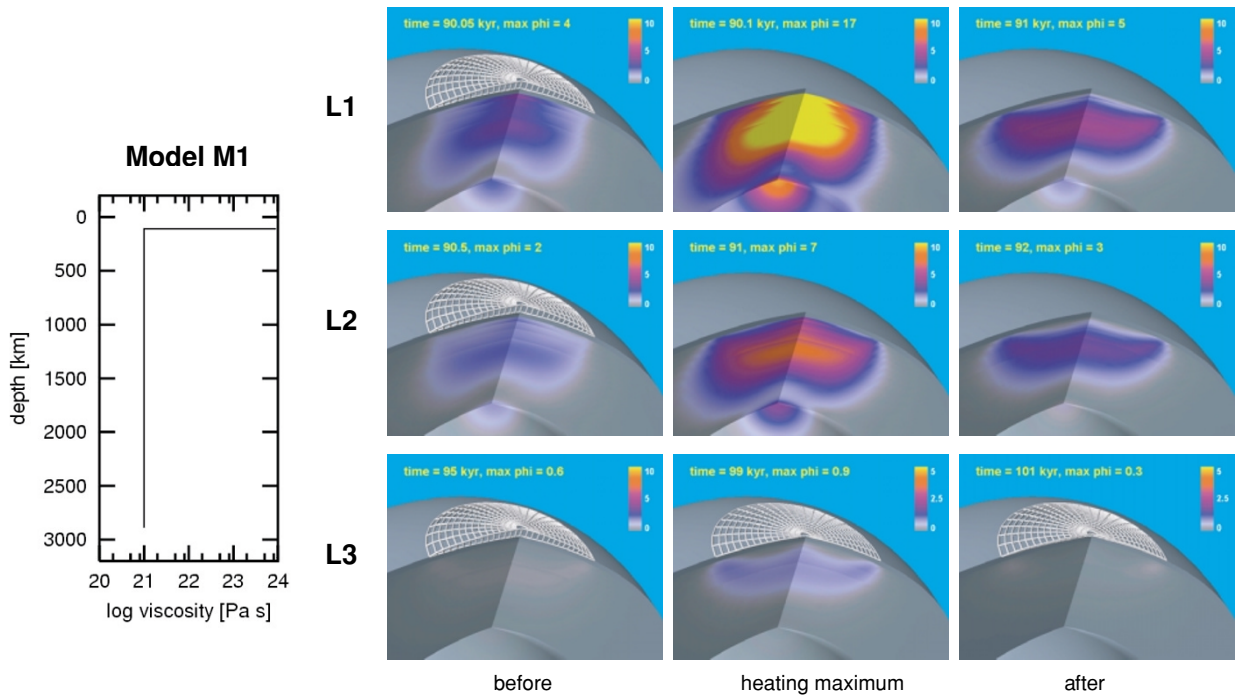 Model M1
0
500
1000
1500
2000
2500
3000
depth [km]
20 21 22 23 24
log viscosity [Pa s]
L1
time = 90.05 kyr, max phi = 4
10
5
0
time = 90.1 kyr, max phi = 17
10
5
0
time = 91 kyr, max phi = 5
10
5
0
L2
time = 90.5, max phi = 2
10
5
0
time = 91, max phi = 7
10
5
0
time = 92, max phi = 3
10
5
0
L3
time = 95 kyr, max phi = 0.6
10
5
0
time = 99 kyr, max phi = 0.9
5
2.5
0
time = 101 kyr, max phi = 0.3
5
2.5
0
before
heating maximum
after